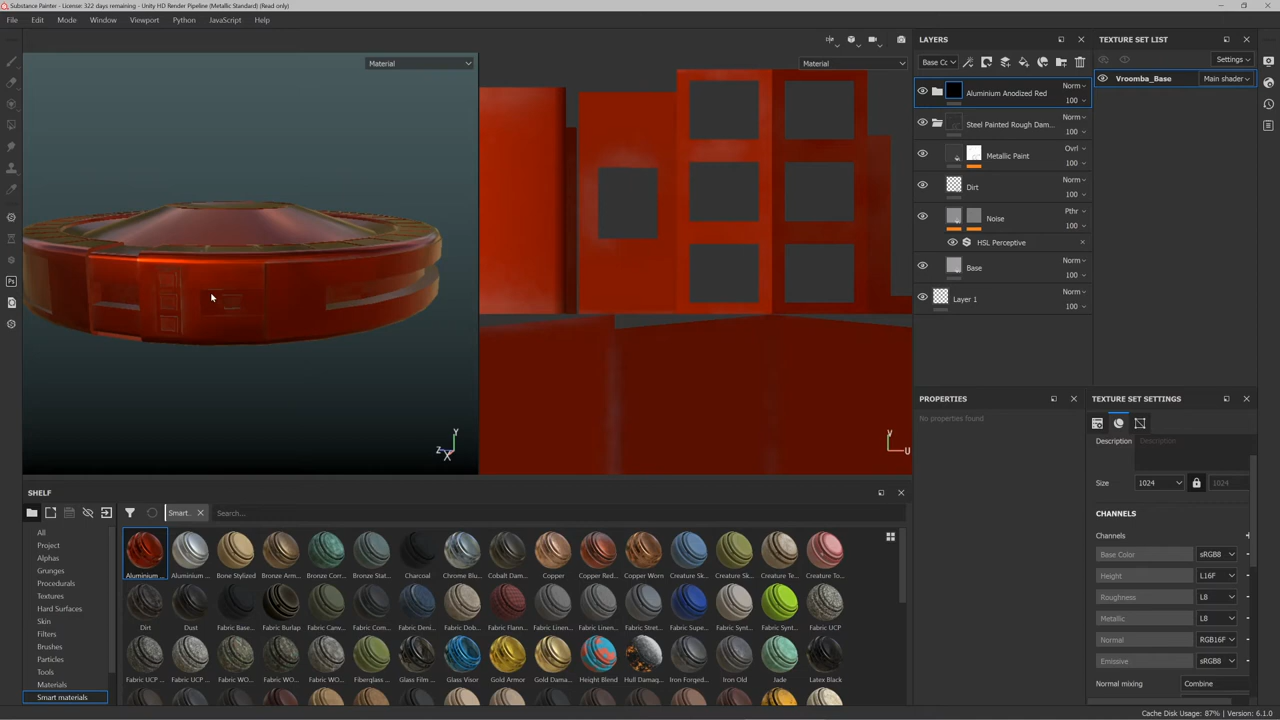 Substance Painter - License: 322 days remaining - Unity HD Render Pipeline (Metallic Standard) (Read only)
File Edit Mode Window Viewport Python JavaScript Help
Material
Material
LAYERS
Base Cc
Aluminium Anodized Red Norm 100
Steel Painted Rough Dam... Norm 100
Metallic Paint Ovrl 100
Dirt Norm 100
Noise Pthr 100
HSL Perceptive
Base Norm 100
Layer 1 Norm 100
TEXTURE SET LIST
Settings
Vroomba_Base Main shader
Y
Z
X
V
U
PROPERTIES
No properties found
TEXTURE SET SETTINGS
Description Description
Size 1024 1024
CHANNELS
Channels +
Base Color sRGB8
Height L16F
Roughness L8
Metallic L8
Normal RGB16F
Emissive sRGB8
Normal mixing Combine
SHELF
Smart... Search...
All
Project
Alphas
Grunges
Procedurals
Textures
Hard Surfaces
Skin
Filters
Brushes
Particles
Tools
Materials
Smart materials
Aluminium ... Aluminium ... Bone Stylized Bronze Arm... Bronze Corr... Bronze Stat... Charcoal Chrome Blu... Cobalt Dam... Copper Copper Red... Copper Worn Creature Sk... Creature Sk... Creature Te... Creature To...
Dirt Dust Fabric Base... Fabric Burlap Fabric Canv... Fabric Com... Fabric Deni... Fabric Dob... Fabric Flann... Fabric Linen... Fabric Linen... Fabric Stret... Fabric Supe... Fabric Synt... Fabric Synt... Fabric UCP
Fabric UCP ... Fabric UCP ... Fabric WO... Fabric WO... Fabric WO... Fiberglass ... Glass Film ... Glass Visor Gold Armor Gold Dama... Height Blend Hull Damag... Iron Forged... Iron Old Jade Latex Black
Cache Disk Usage: 87% | Version: 6.1.0